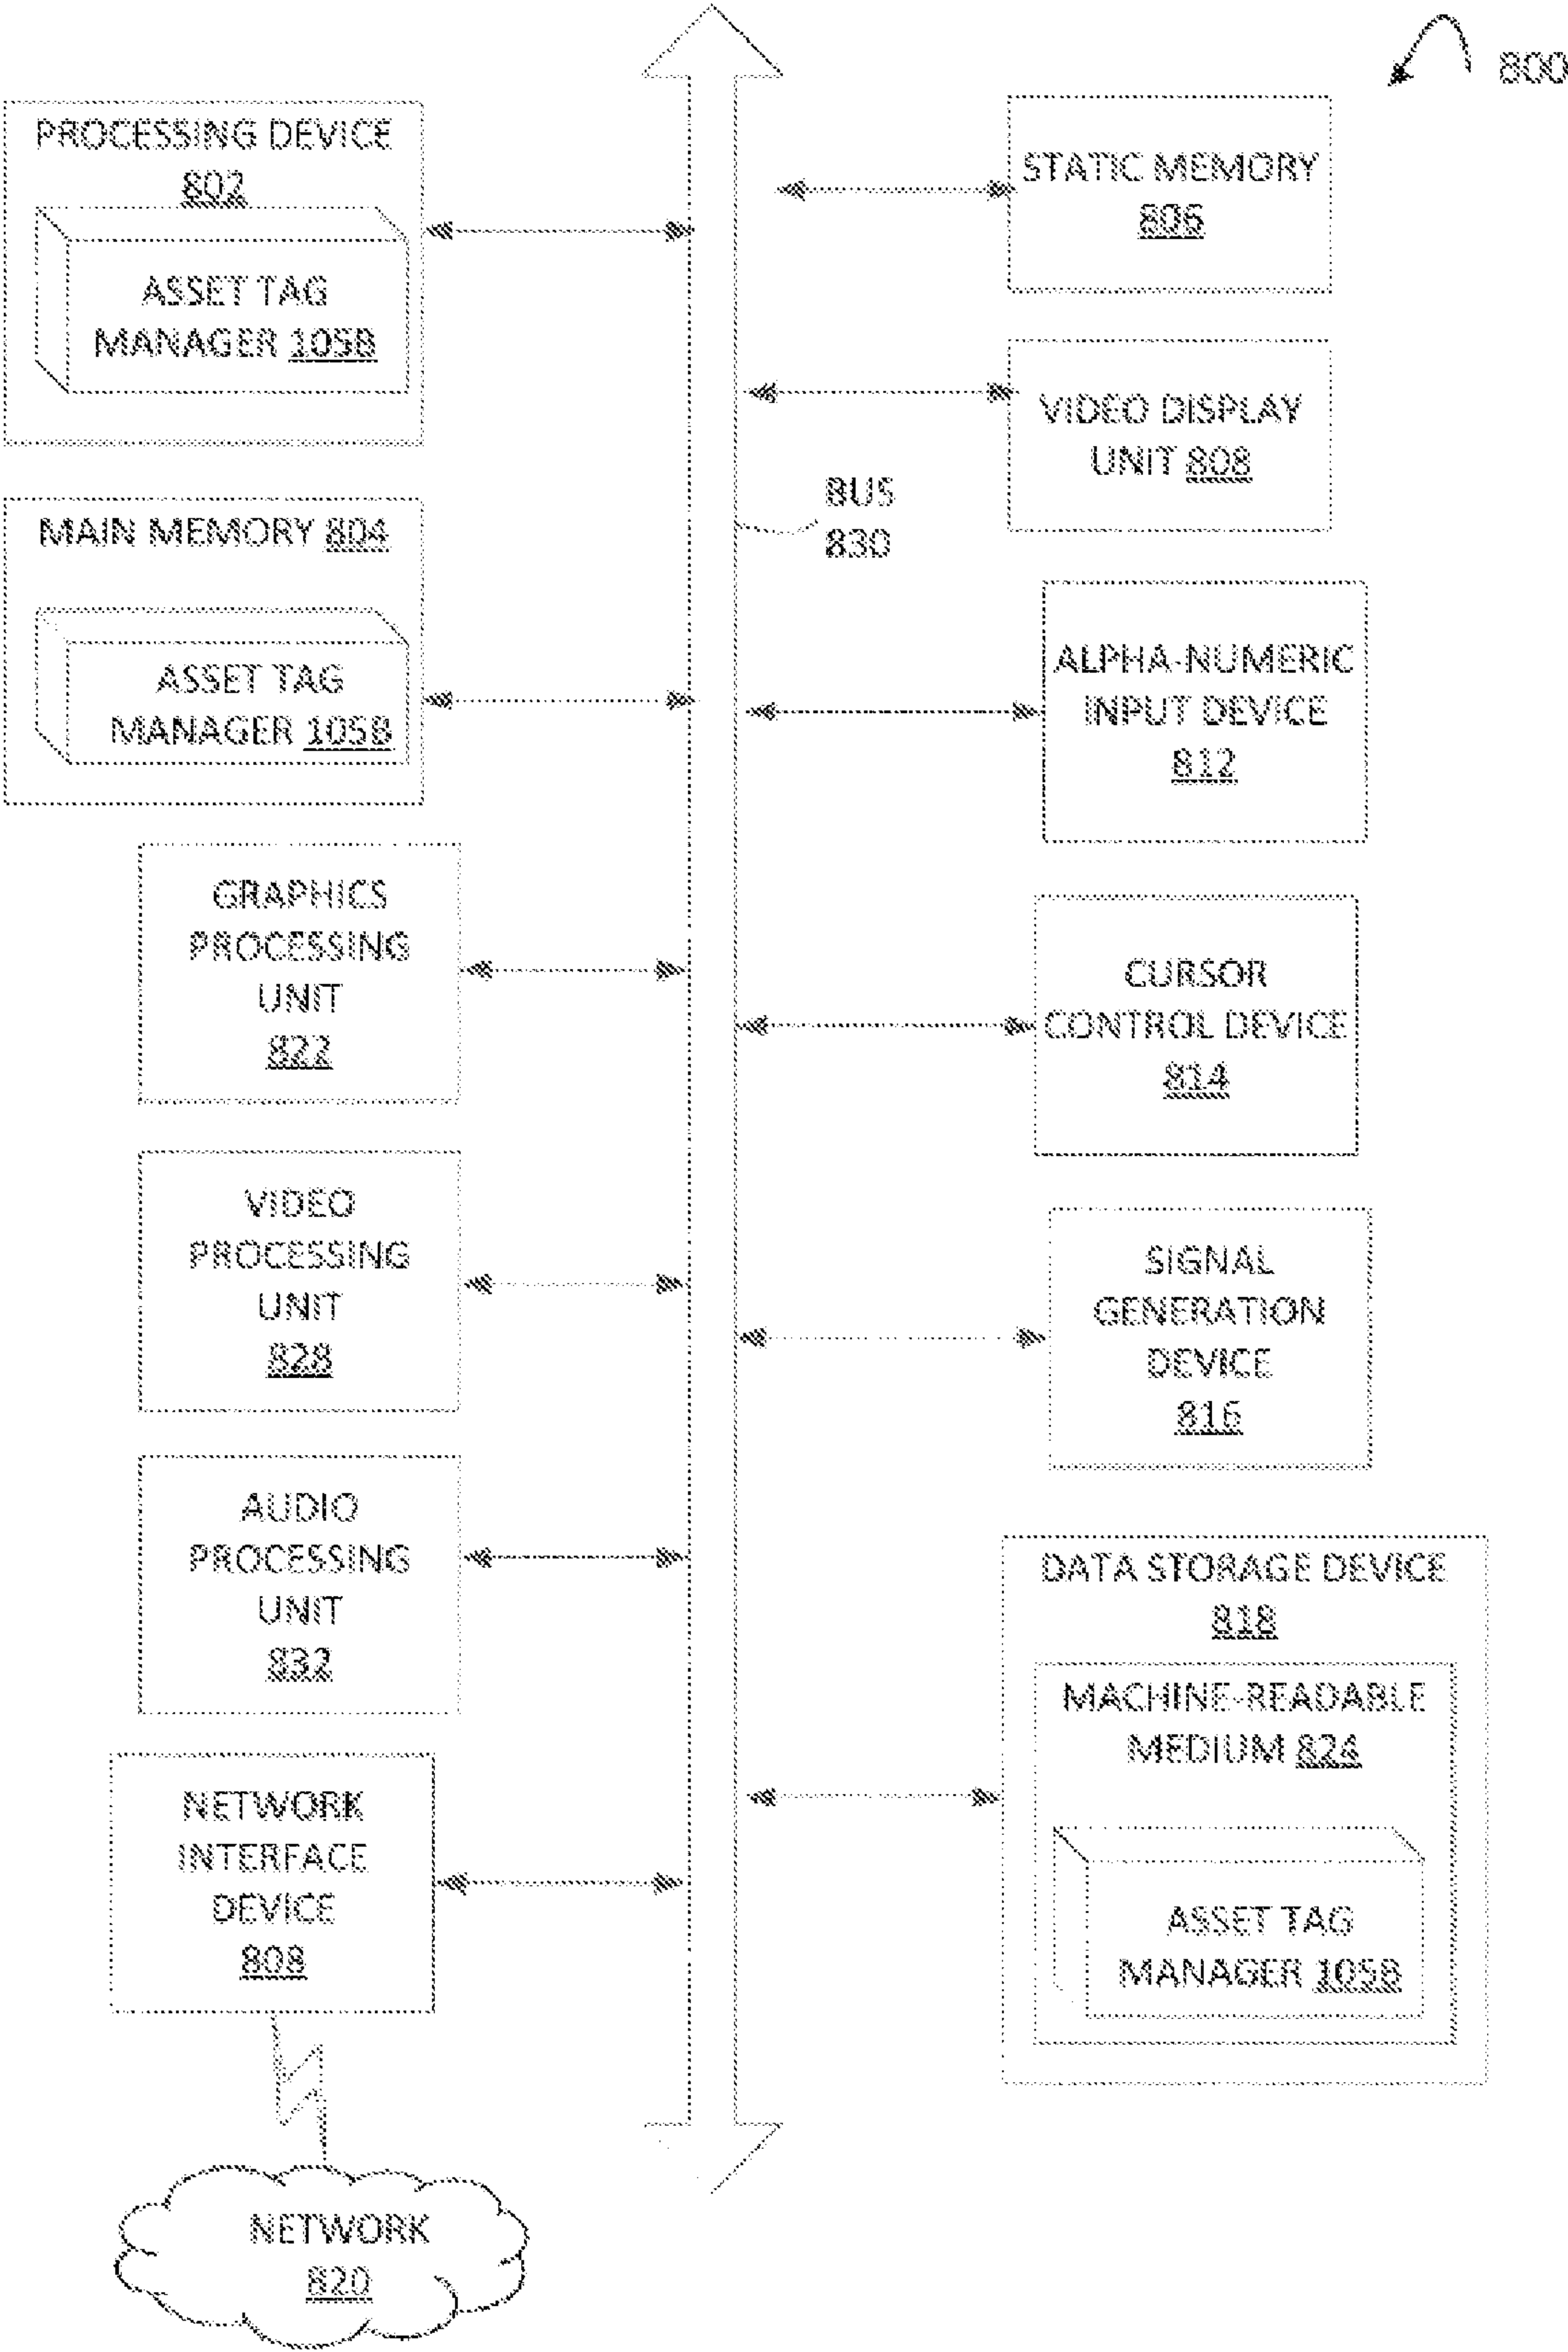 800
PROCESSING DEVICE
802
ASSET TAG
MANAGER 105B
MAIN MEMORY 804
ASSET TAG
MANAGER 105B
GRAPHICS
PROCESSING
UNIT
822
VIDEO
PROCESSING
UNIT
828
AUDIO
PROCESSING
UNIT
832
NETWORK
INTERFACE
DEVICE
808
NETWORK
820
BUS
830
STATIC MEMORY
806
VIDEO DISPLAY
UNIT 808
ALPHA-NUMERIC
INPUT DEVICE
812
CURSOR
CONTROL DEVICE
814
SIGNAL
GENERATION
DEVICE
816
DATA STORAGE DEVICE
818
MACHINE-READABLE
MEDIUM 824
ASSET TAG
MANAGER 105B